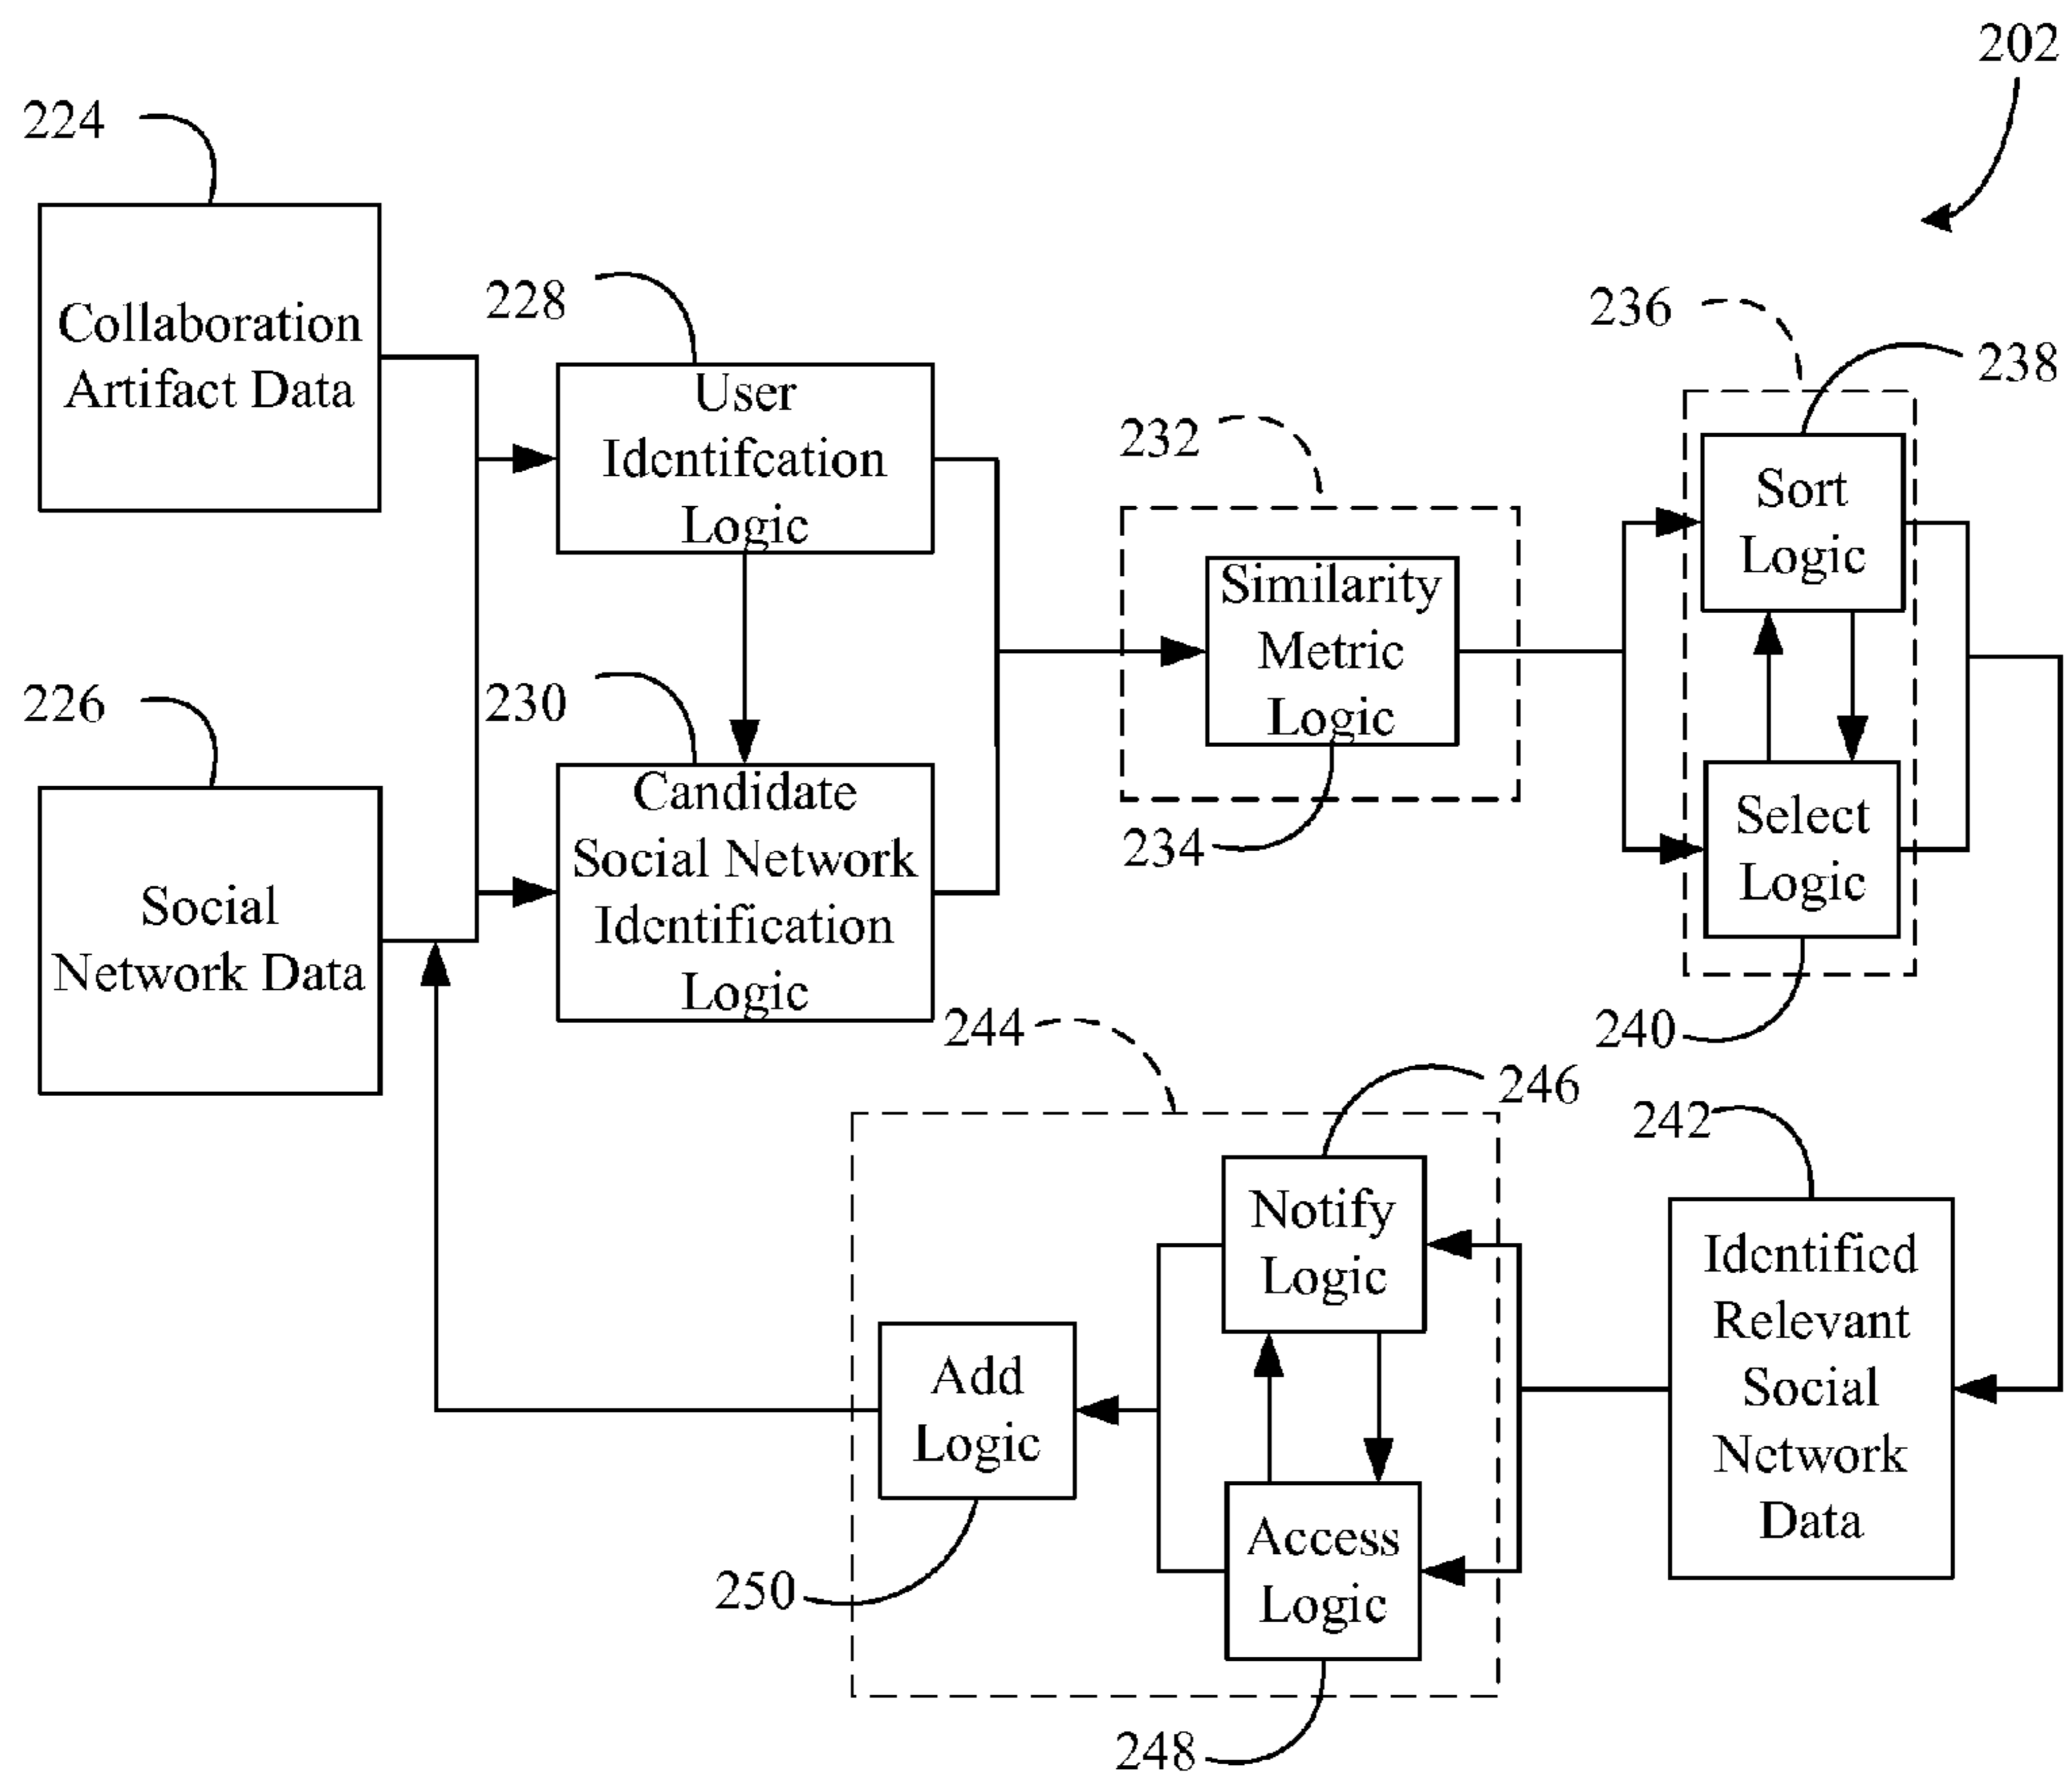 202
224
Collaboration
Artifact Data
228
User
Identifcation
Logic
236
238
Sort
Logic
232
Similarity
Metric
Logic
234
226
Social
Network Data
230
Candidate
Social Network
Identification
Logic
Select
Logic
240
244
246
Notify
Logic
242
Identified
Relevant
Social
Network
Data
Add
Logic
250
Access
Logic
248